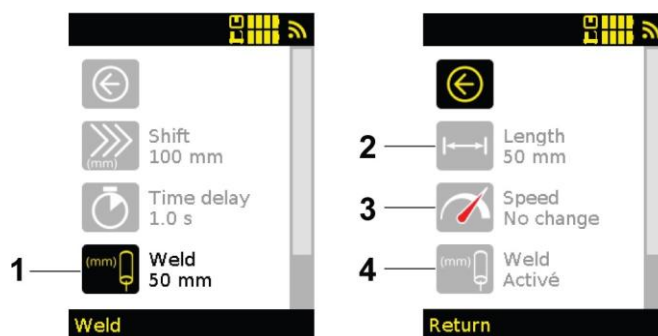 Shift
100 mm
(mm)
Time delay
1.0 s
1
(mm)
Weld
50 mm
Weld
2
Length
50 mm
3
Speed
No change
4
(mm)
Weld
Activé
Return